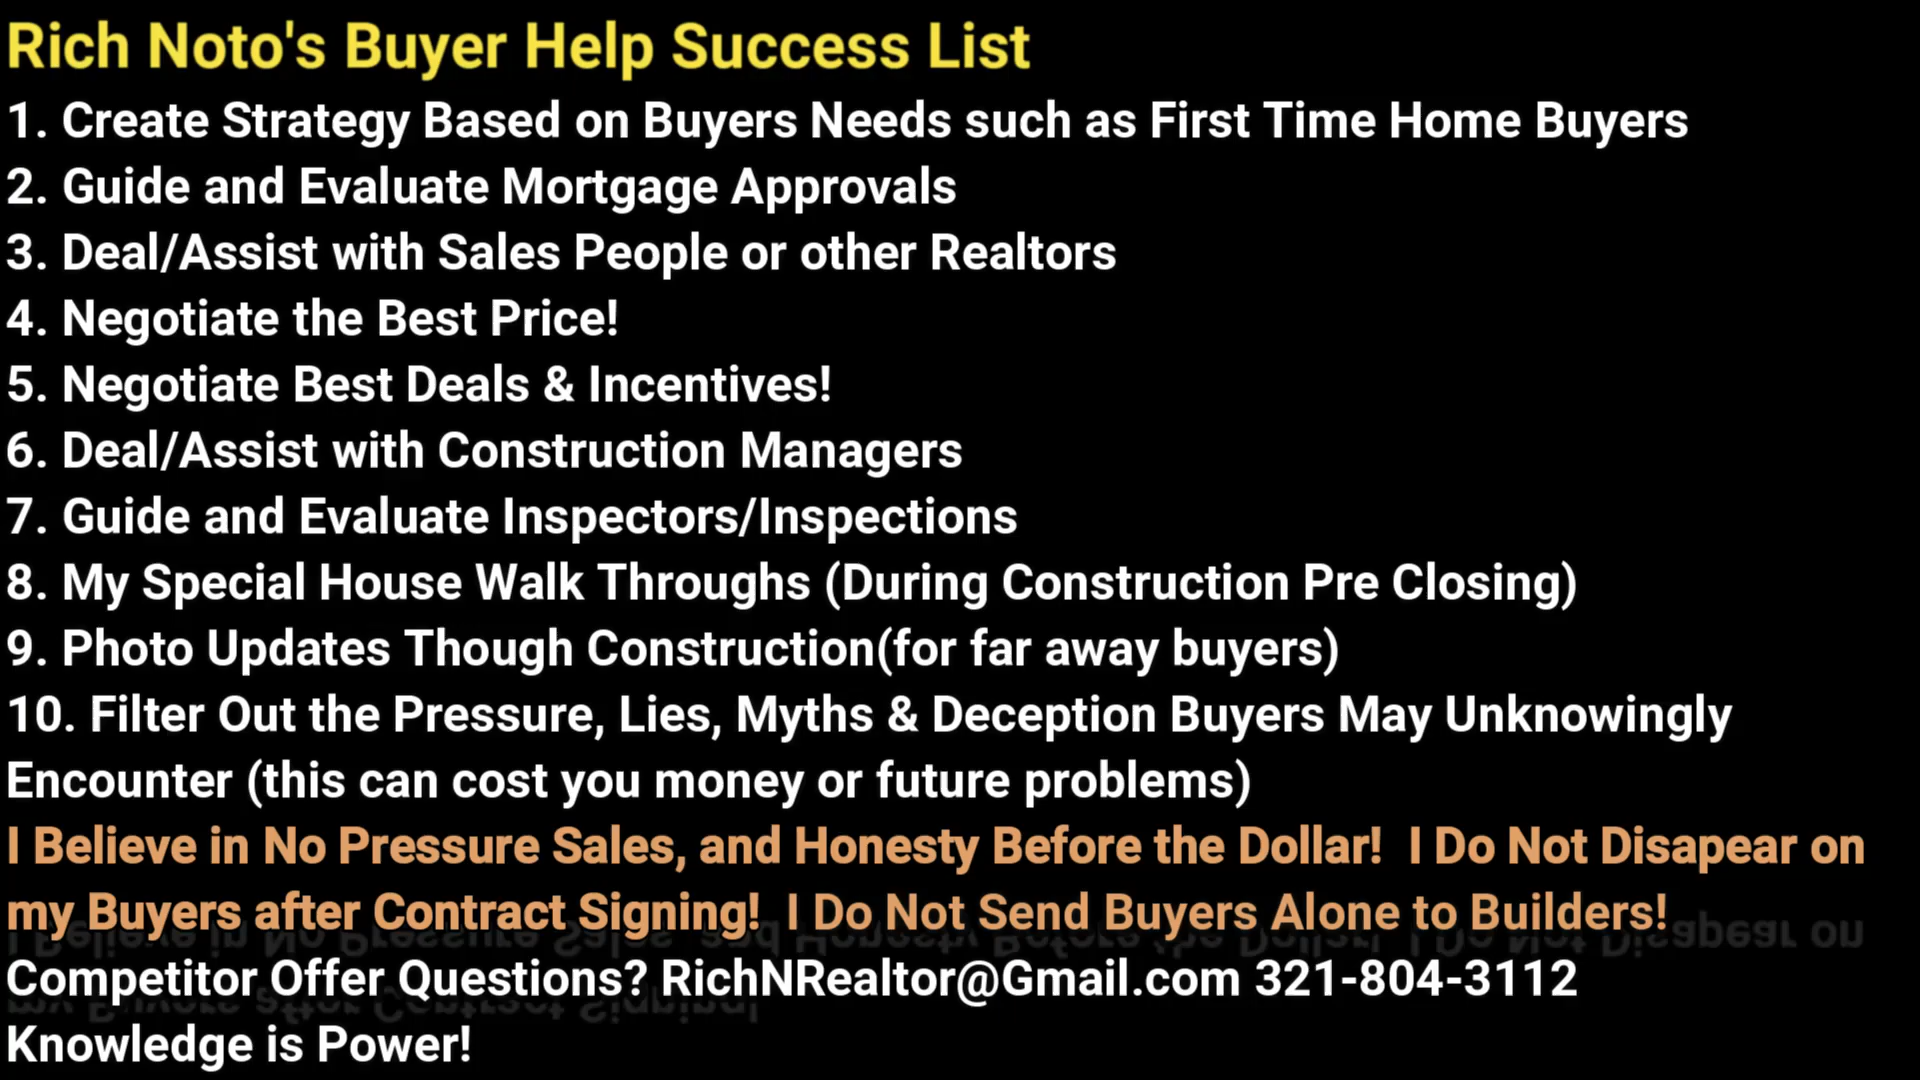 Rich Noto's Buyer Help Success List
1. Create Strategy Based on Buyers Needs such as First Time Home Buyers
2. Guide and Evaluate Mortgage Approvals
3. Deal/Assist with Sales People or other Realtors
4. Negotiate the Best Price!
5. Negotiate Best Deals & Incentives!
6. Deal/Assist with Construction Managers
7. Guide and Evaluate Inspectors/Inspections
8. My Special House Walk Throughs (During Construction Pre Closing)
9. Photo Updates Though Construction(for far away buyers)
10. Filter Out the Pressure, Lies, Myths & Deception Buyers May Unknowingly
Encounter (this can cost you money or future problems)
I Believe in No Pressure Sales, and Honesty Before the Dollar!  I Do Not Disapear on
my Buyers after Contract Signing!  I Do Not Send Buyers Alone to Builders!
Competitor Offer Questions? RichNRealtor@Gmail.com 321-804-3112
Knowledge is Power!